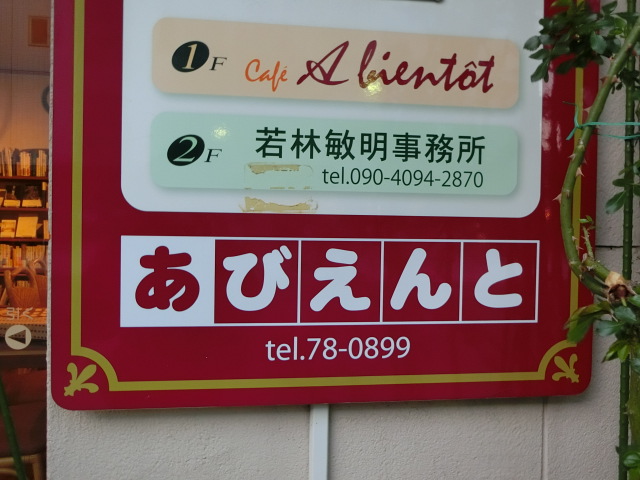 1F Café A bientôt
2F 若林敏明事務所
tel.090-4094-2870
あびえんと
tel.78-0899